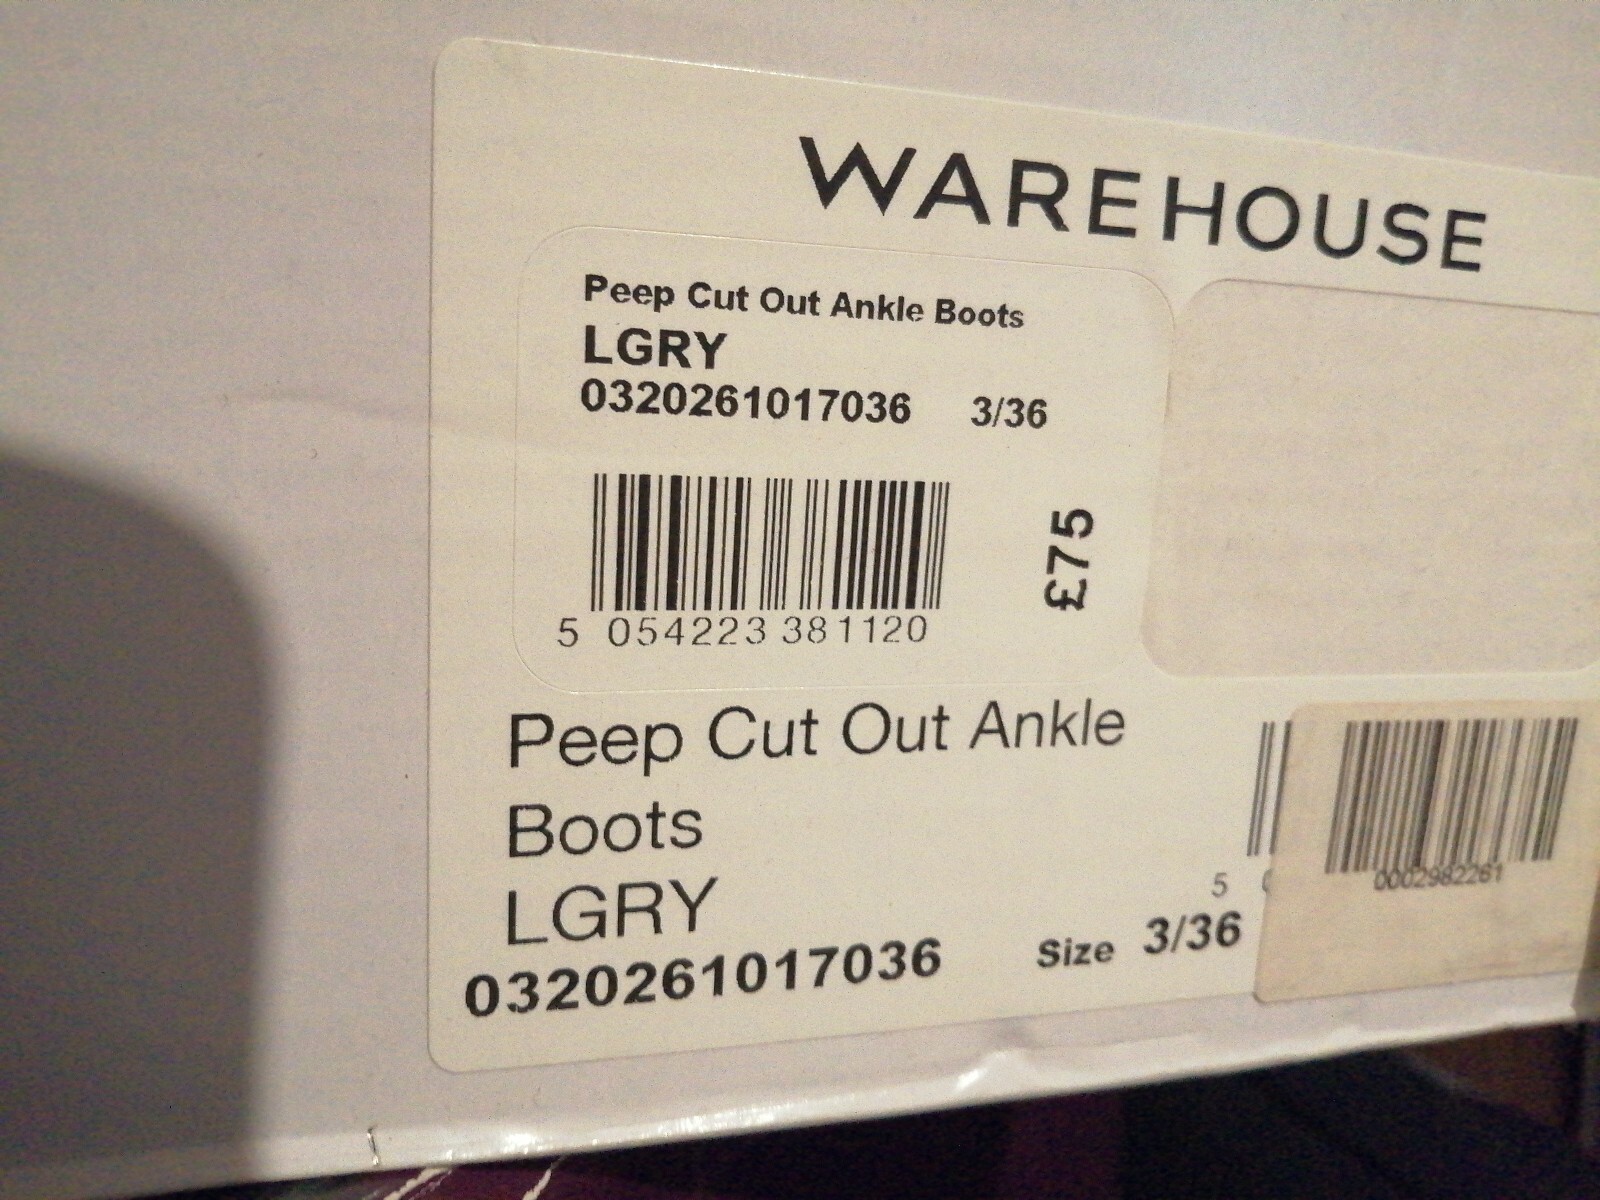 WAREHOUSE
Peep Cut Out Ankle Boots
LGRY
0320261017036 3/36
£75
5 054223 381120
Peep Cut Out Ankle
Boots
LGRY
0320261017036 Size 3/36
5 0
0002982261